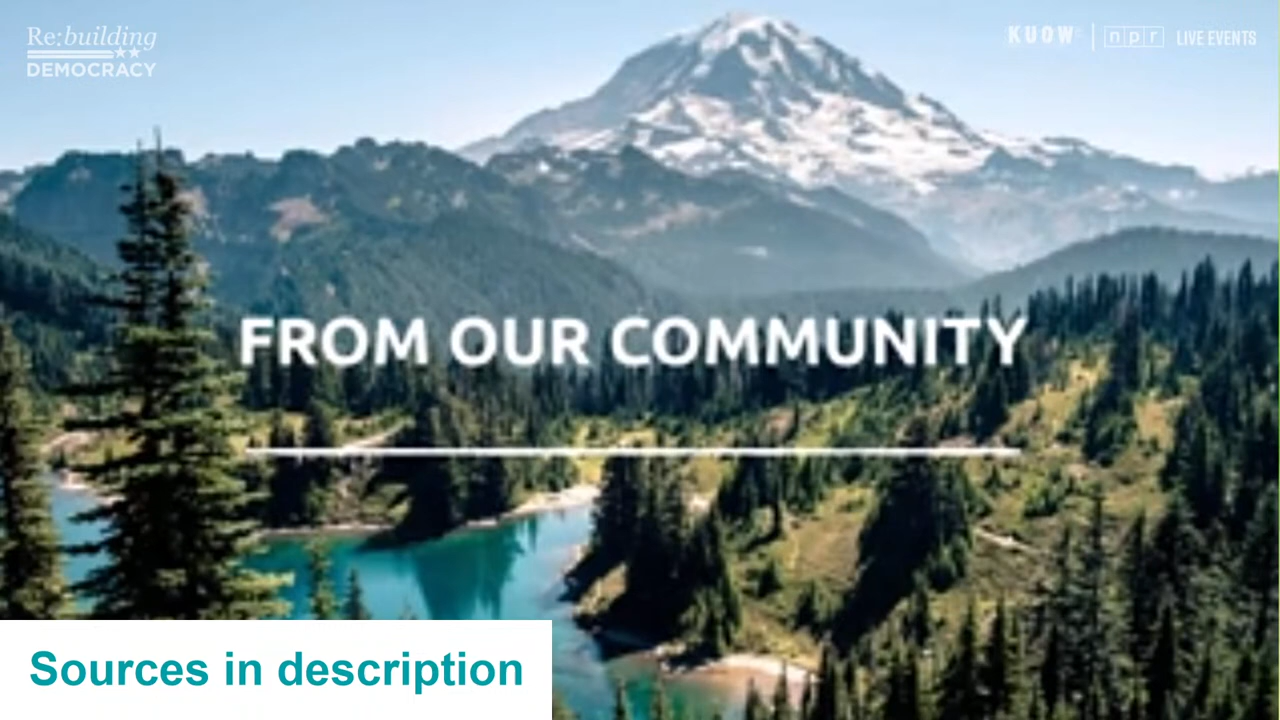 Re:building
DEMOCRACY
KUOW | npr LIVE EVENTS
FROM OUR COMMUNITY
Sources in description